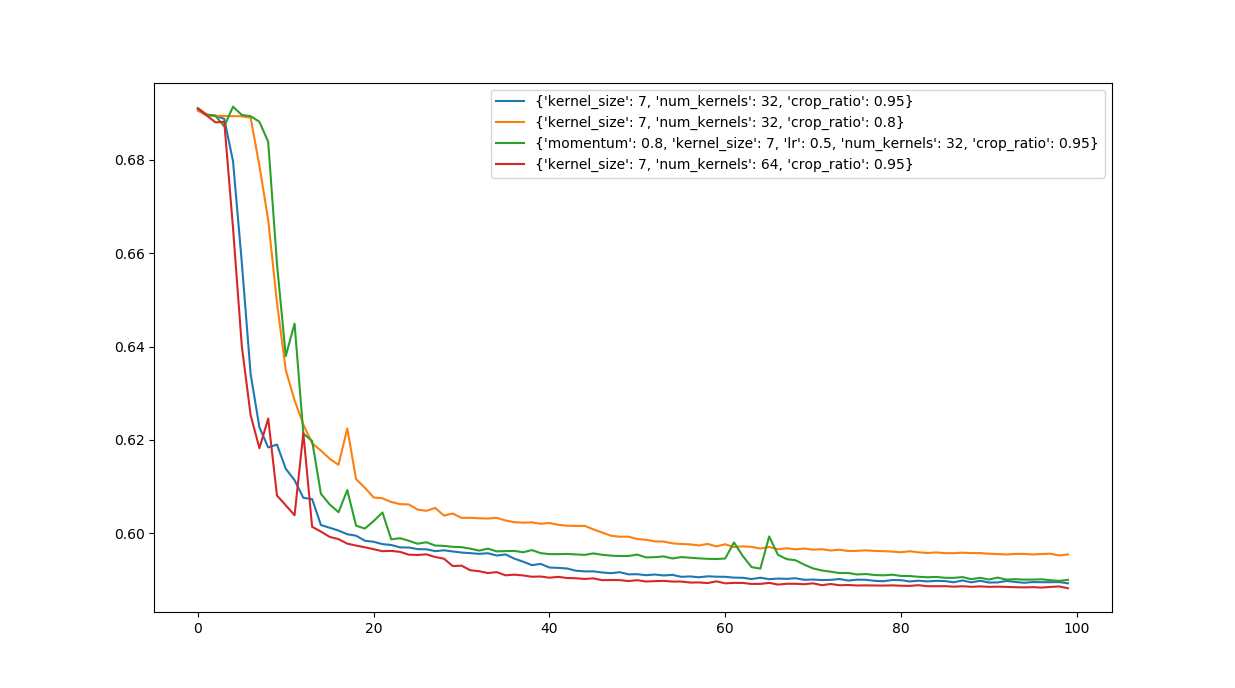 {'kernel_size': 7, 'num_kernels': 32, 'crop_ratio': 0.95}
{'kernel_size': 7, 'num_kernels': 32, 'crop_ratio': 0.8}
{'momentum': 0.8, 'kernel_size': 7, 'lr': 0.5, 'num_kernels': 32, 'crop_ratio': 0.95}
{'kernel_size': 7, 'num_kernels': 64, 'crop_ratio': 0.95}
0.68
0.66
0.64
0.62
0.60
0 20 40 60 80 100